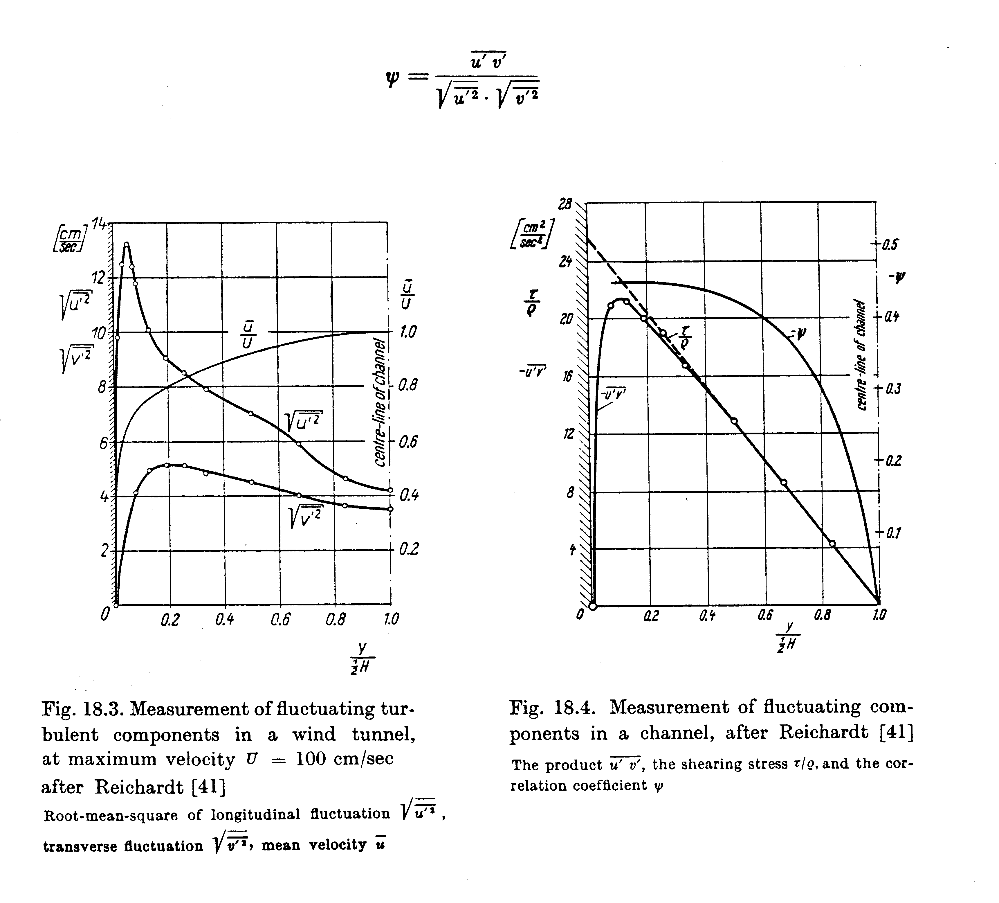 ψ = u′ v′ / √u′² · √v′²
14
[cm/sec]
12
√u′²
10
√v′²
8
6
4
2
0
ū/U
ū/U
1.0
0.8
0.6
0.4
0.2
centre-line of channel
√u′²
√v′²
0.2 0.4 0.6 0.8 1.0
y / ½H
28
[cm²/sec²]
24
τ/ϱ
20
-u′v′
16
12
8
4
0
0.5
-ψ
0.4
0.3
0.2
0.1
centre-line of channel
-ψ
τ/ϱ
-u′v′
0.2 0.4 0.6 0.8 1.0
y / ½H
Fig. 18.3. Measurement of fluctuating tur-
bulent components in a wind tunnel,
at maximum velocity U = 100 cm/sec
after Reichardt [41]
Root-mean-square of longitudinal fluctuation √u′² ,
transverse fluctuation √v′², mean velocity ū
Fig. 18.4. Measurement of fluctuating com-
ponents in a channel, after Reichardt [41]
The product u′ v′, the shearing stress τ/ϱ, and the cor-
relation coefficient ψ